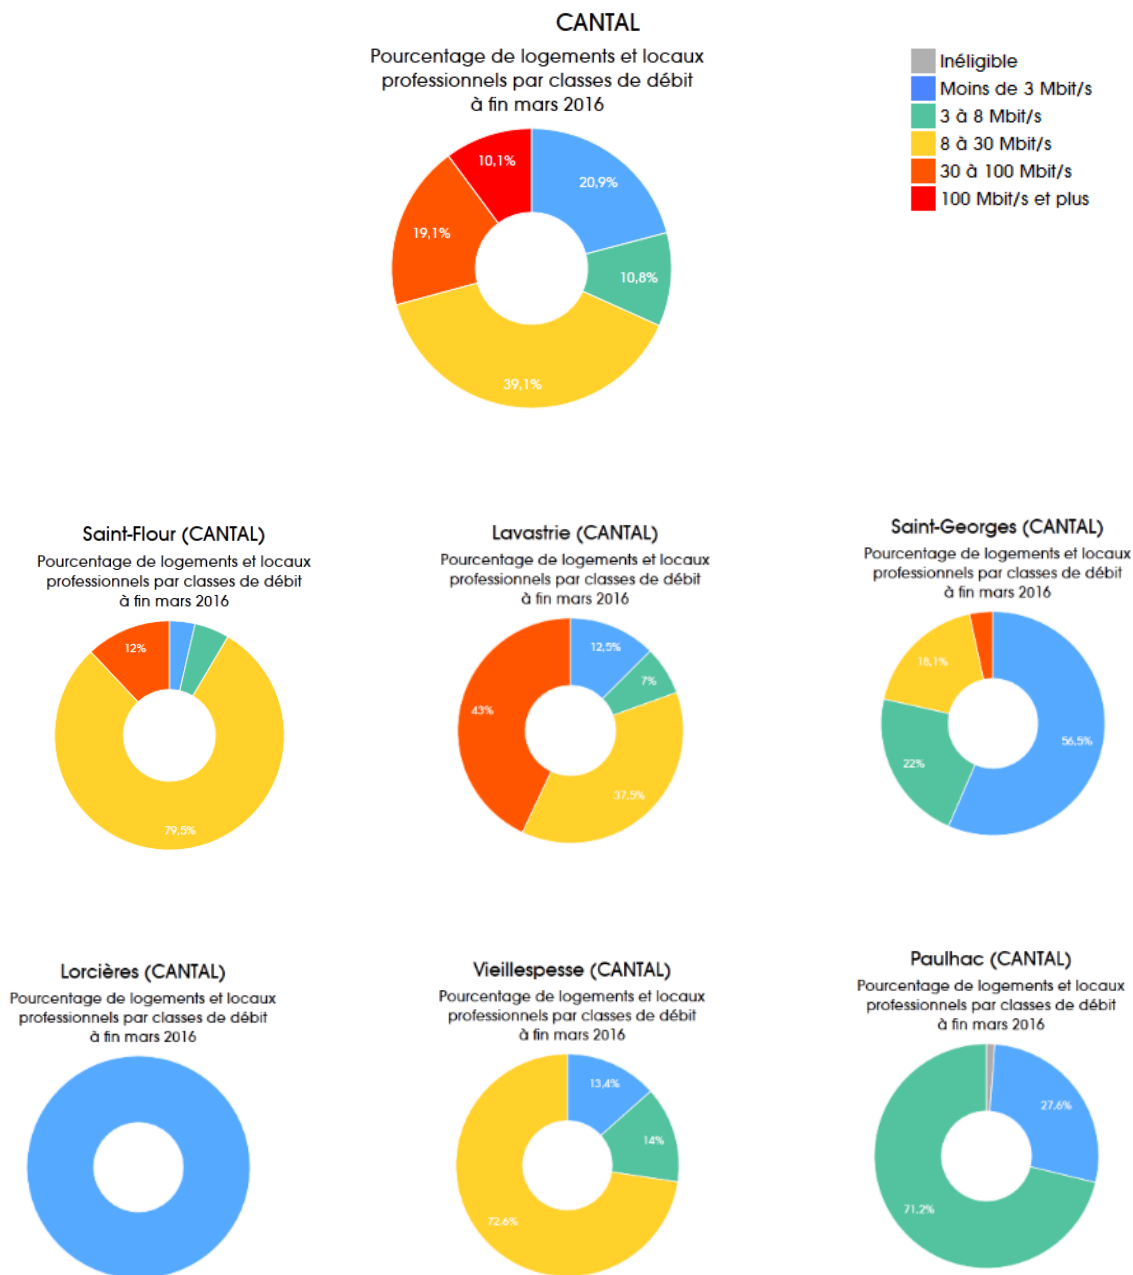 CANTAL
Pourcentage de logements et locaux
professionnels par classes de débit
à fin mars 2016
Inéligible
Moins de 3 Mbit/s
3 à 8 Mbit/s
8 à 30 Mbit/s
30 à 100 Mbit/s
100 Mbit/s et plus
10,1%
20,9%
19,1%
10,8%
39,1%
Saint-Flour (CANTAL)
Pourcentage de logements et locaux
professionnels par classes de débit
à fin mars 2016
12%
79,5%
Lavastrie (CANTAL)
Pourcentage de logements et locaux
professionnels par classes de débit
à fin mars 2016
12,5%
7%
43%
37,5%
Saint-Georges (CANTAL)
Pourcentage de logements et locaux
professionnels par classes de débit
à fin mars 2016
18,1%
56,5%
22%
Lorcières (CANTAL)
Pourcentage de logements et locaux
professionnels par classes de débit
à fin mars 2016
Vieillespesse (CANTAL)
Pourcentage de logements et locaux
professionnels par classes de débit
à fin mars 2016
13,4%
14%
72,6%
Paulhac (CANTAL)
Pourcentage de logements et locaux
professionnels par classes de débit
à fin mars 2016
27,6%
71,2%